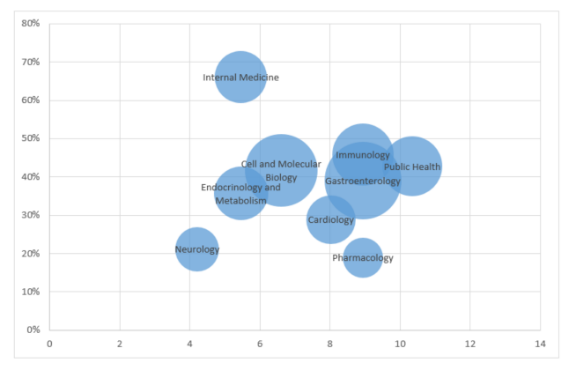 80%
70%
Internal Medicine
60%
50%
Immunology
Cell and Molecular
Biology
Public Health
40%
Gastroenterology
Endocrinology and
Metabolism
30%
Cardiology
Neurology
20%
Pharmacology
10%
0%
0 2 4 6 8 10 12 14